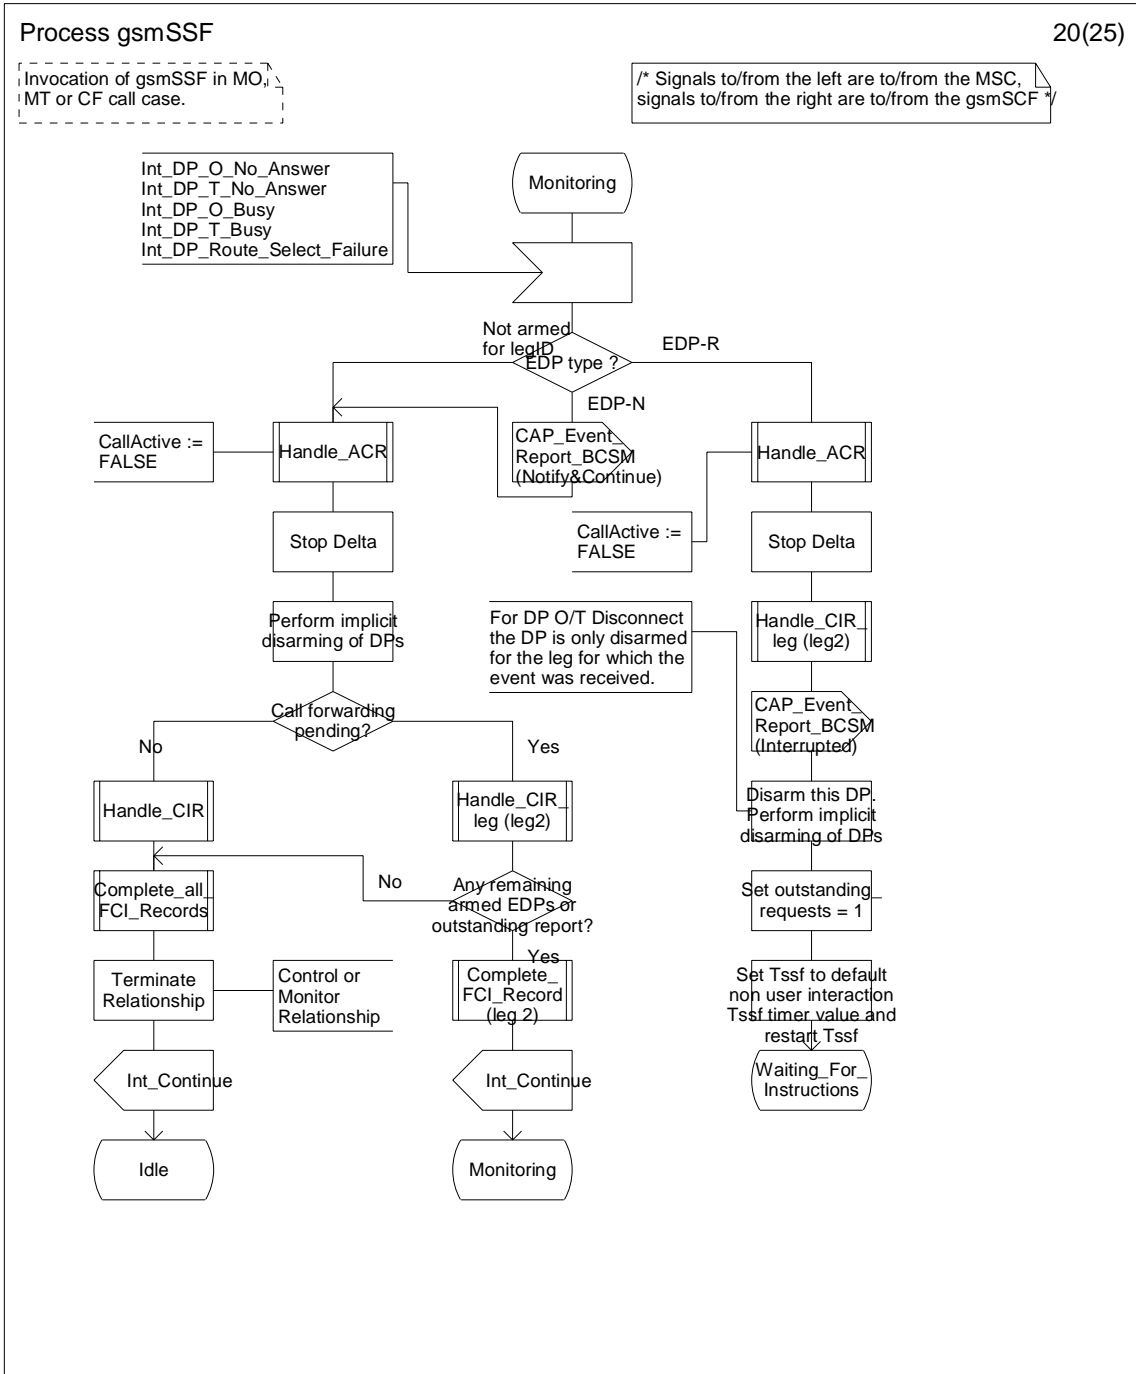 Process gsmSSF
20(25)
Invocation of gsmSSF in MO,
MT or CF call case.
/* Signals to/from the left are to/from the MSC,
signals to/from the right are to/from the gsmSCF */
Int_DP_O_No_Answer
Int_DP_T_No_Answer
Int_DP_O_Busy
Int_DP_T_Busy
Int_DP_Route_Select_Failure
Monitoring
Not armed
for legID
EDP type ?
EDP-R
EDP-N
CallActive :=
FALSE
Handle_ACR
CAP_Event_
Report_BCSM
(Notify&Continue)
Handle_ACR
Stop Delta
CallActive :=
FALSE
Stop Delta
Perform implicit
disarming of DPs
For DP O/T Disconnect
the DP is only disarmed
for the leg for which the
event was received.
Handle_CIR_
leg (leg2)
Call forwarding
pending?
No
Yes
CAP_Event_
Report_BCSM
(Interrupted)
Handle_CIR
Handle_CIR_
leg (leg2)
Disarm this DP.
Perform implicit
disarming of DPs
Complete_all_
FCI_Records
No
Any remaining
armed EDPs or
outstanding report?
Yes
Set outstanding_
requests = 1
Terminate
Relationship
Control or
Monitor
Relationship
Complete_
FCI_Record
(leg 2)
Set Tssf to default
non user interaction
Tssf timer value and
restart Tssf
Int_Continue
Int_Continue
Waiting_For_
Instructions
Idle
Monitoring